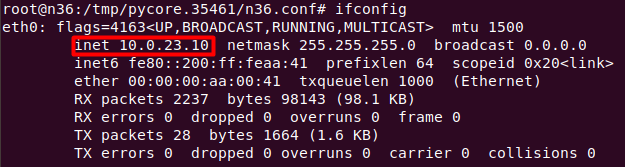 root@n36:/tmp/pycore.35461/n36.conf# ifconfig
eth0: flags=4163<UP,BROADCAST,RUNNING,MULTICAST>  mtu 1500
        inet 10.0.23.10  netmask 255.255.255.0  broadcast 0.0.0.0
        inet6 fe80::200:ff:feaa:41  prefixlen 64  scopeid 0x20<link>
        ether 00:00:00:aa:00:41  txqueuelen 1000  (Ethernet)
        RX packets 2237  bytes 98143 (98.1 KB)
        RX errors 0  dropped 0  overruns 0  frame 0
        TX packets 28  bytes 1664 (1.6 KB)
        TX errors 0  dropped 0 overruns 0  carrier 0  collisions 0